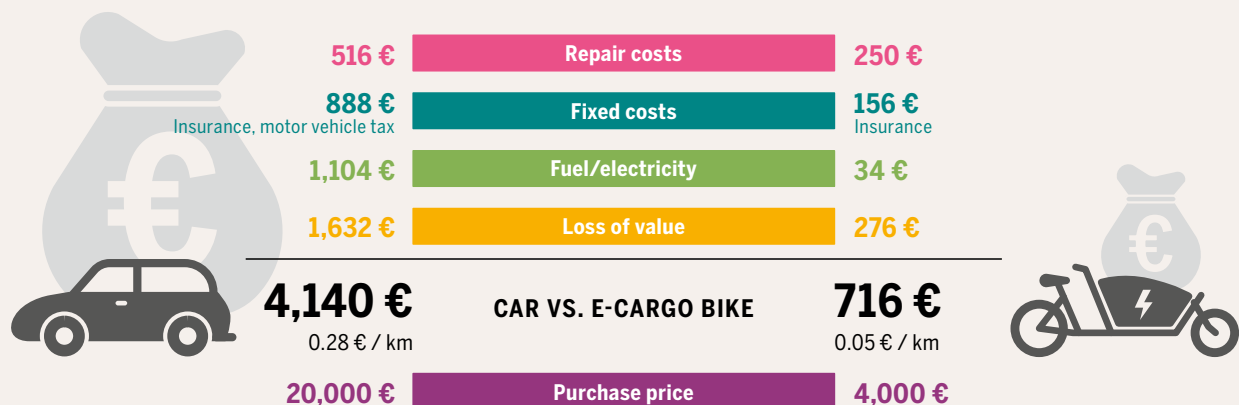 516 € Repair costs 250 €
888 € Fixed costs 156 €
Insurance, motor vehicle tax Insurance
1,104 € Fuel/electricity 34 €
1,632 € Loss of value 276 €
4,140 € CAR VS. E-CARGO BIKE 716 €
0.28 € / km 0.05 € / km
20,000 € Purchase price 4,000 €
€
€